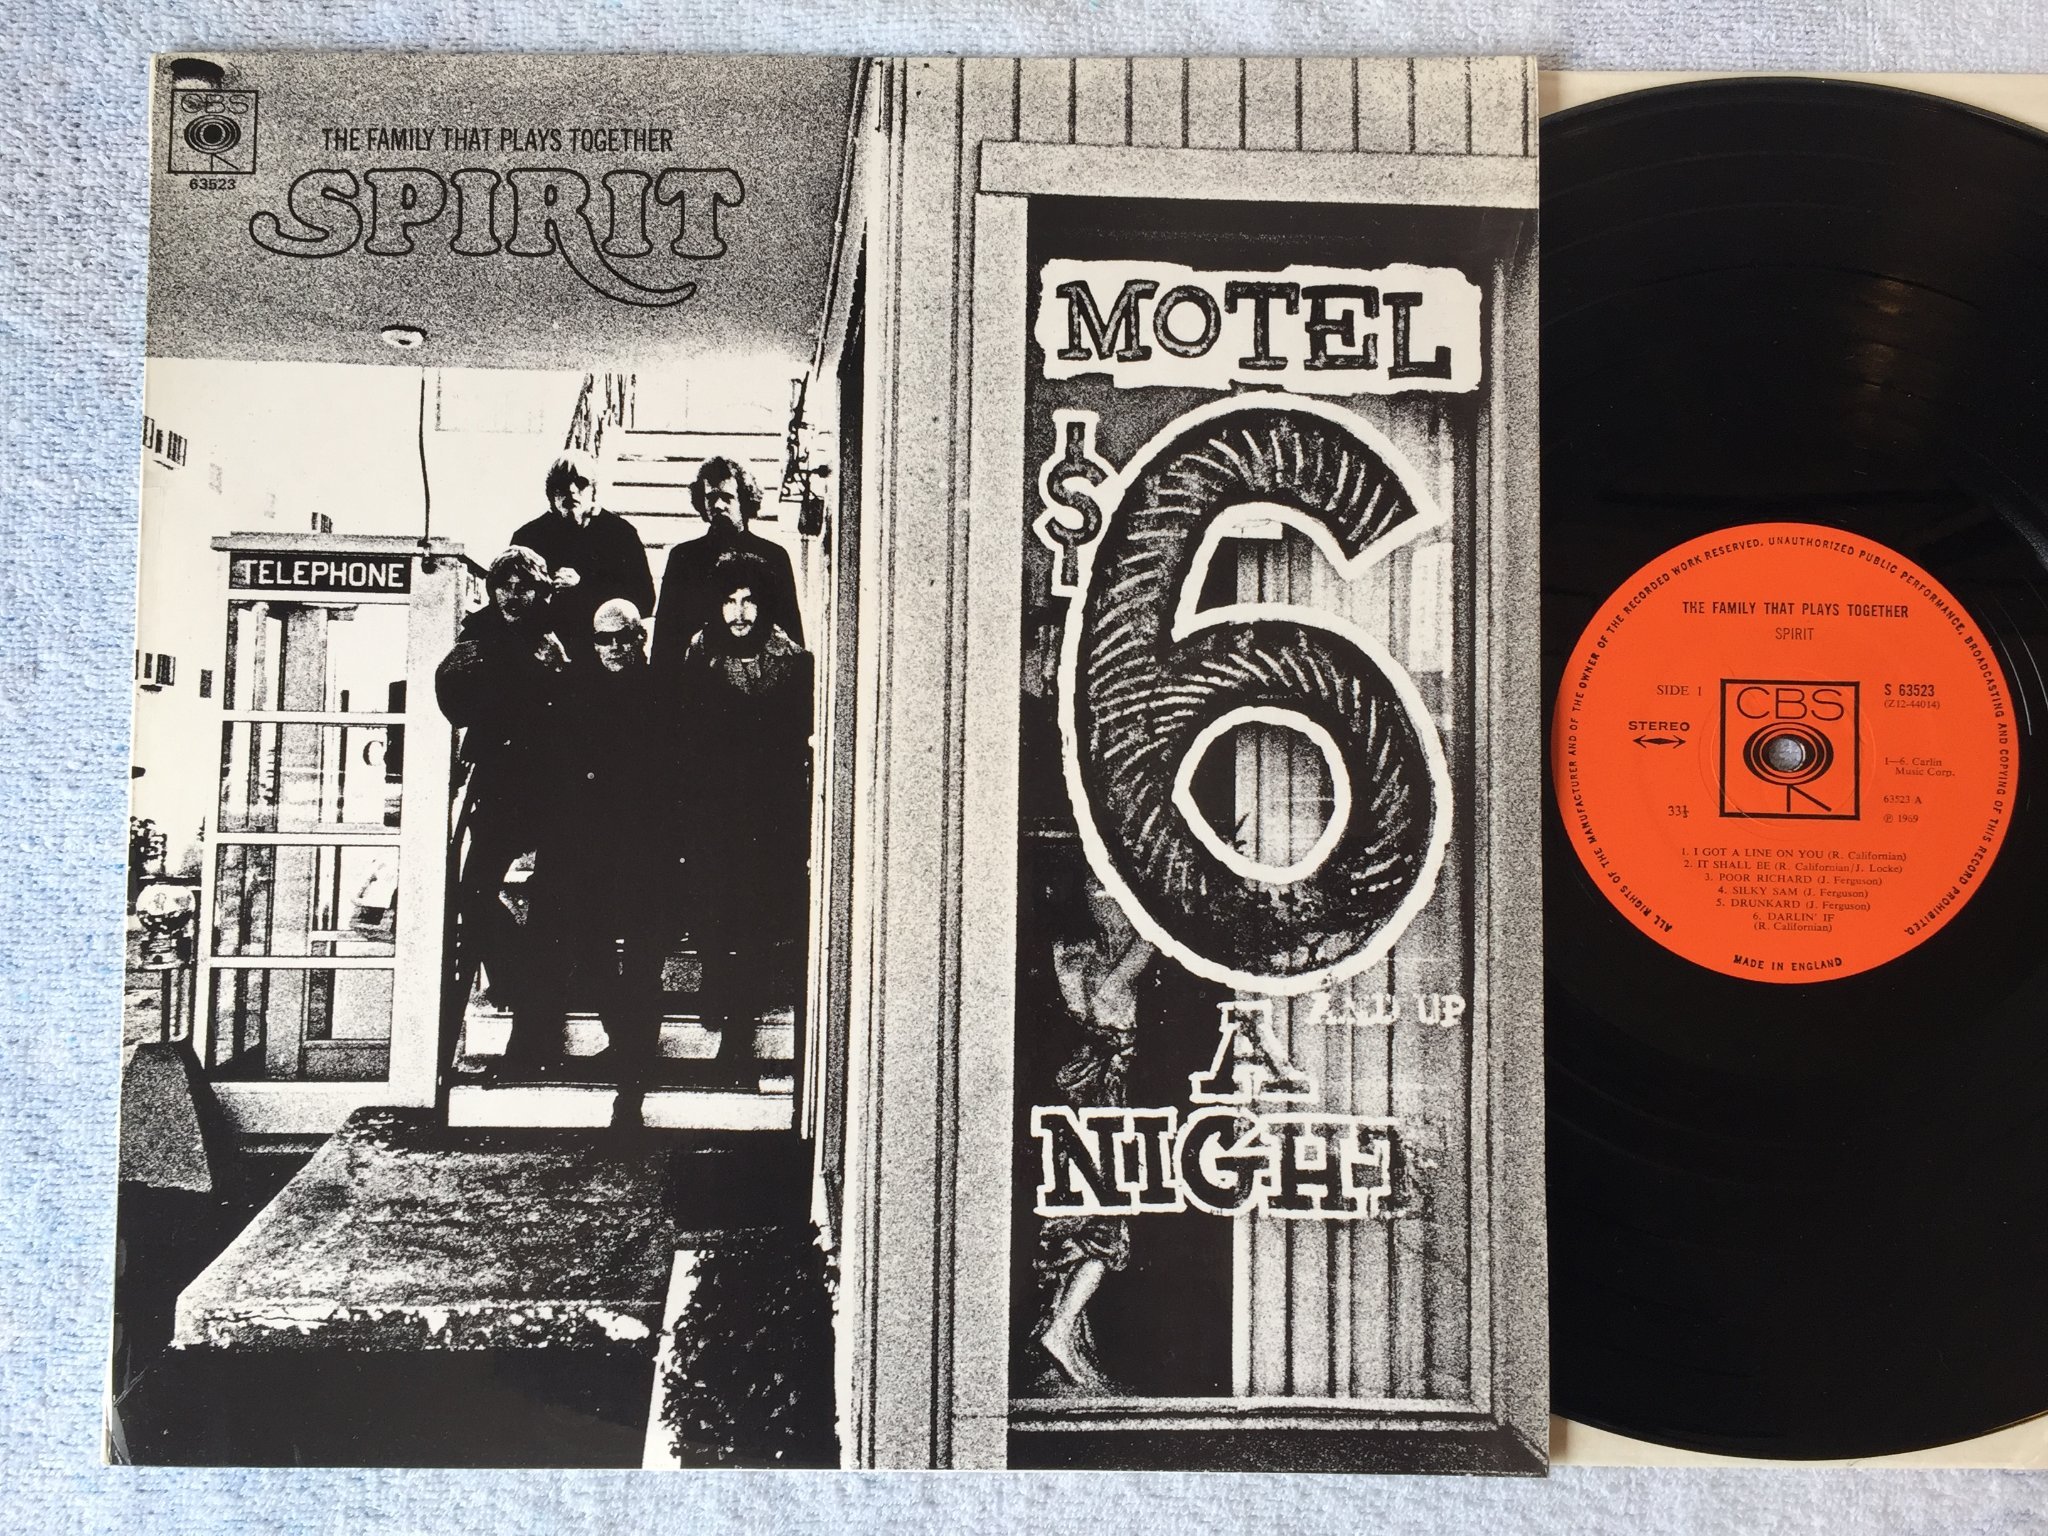 CBS
63523
THE FAMILY THAT PLAYS TOGETHER
SPIRIT
TELEPHONE
MOTEL
$6
AND UP
A
NIGHT
ALL RIGHTS OF THE MANUFACTURER AND OF THE OWNER OF THE RECORDED WORK RESERVED. UNAUTHORIZED PUBLIC PERFORMANCE, BROADCASTING AND COPYING OF THIS RECORD PROHIBITED.
THE FAMILY THAT PLAYS TOGETHER
SPIRIT
SIDE 1
STEREO
33⅓
CBS
S 63523
(Z12-44014)
1—6. Carlin
Music Corp.
63523 A
℗ 1969
1. I GOT A LINE ON YOU (R. Californian)
2. IT SHALL BE (R. Californian/J. Locke)
3. POOR RICHARD (J. Ferguson)
4. SILKY SAM (J. Ferguson)
5. DRUNKARD (J. Ferguson)
6. DARLIN' IF
(R. Californian)
MADE IN ENGLAND